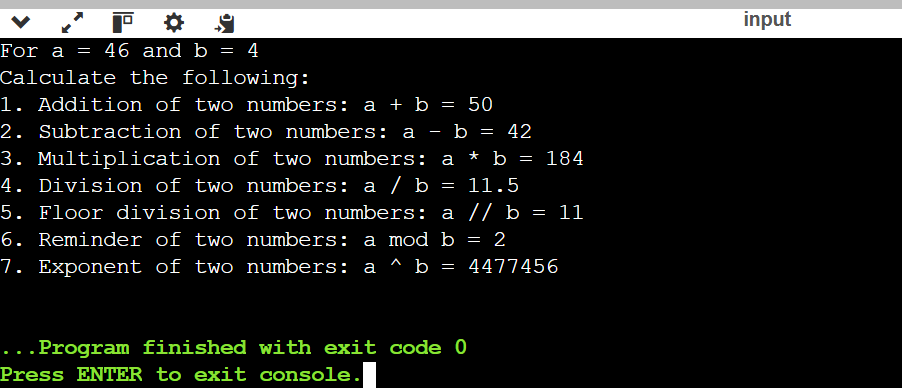 input
For a = 46 and b = 4
Calculate the following:
1. Addition of two numbers: a + b = 50
2. Subtraction of two numbers: a - b = 42
3. Multiplication of two numbers: a * b = 184
4. Division of two numbers: a / b = 11.5
5. Floor division of two numbers: a // b = 11
6. Reminder of two numbers: a mod b = 2
7. Exponent of two numbers: a ^ b = 4477456
...Program finished with exit code 0
Press ENTER to exit console.